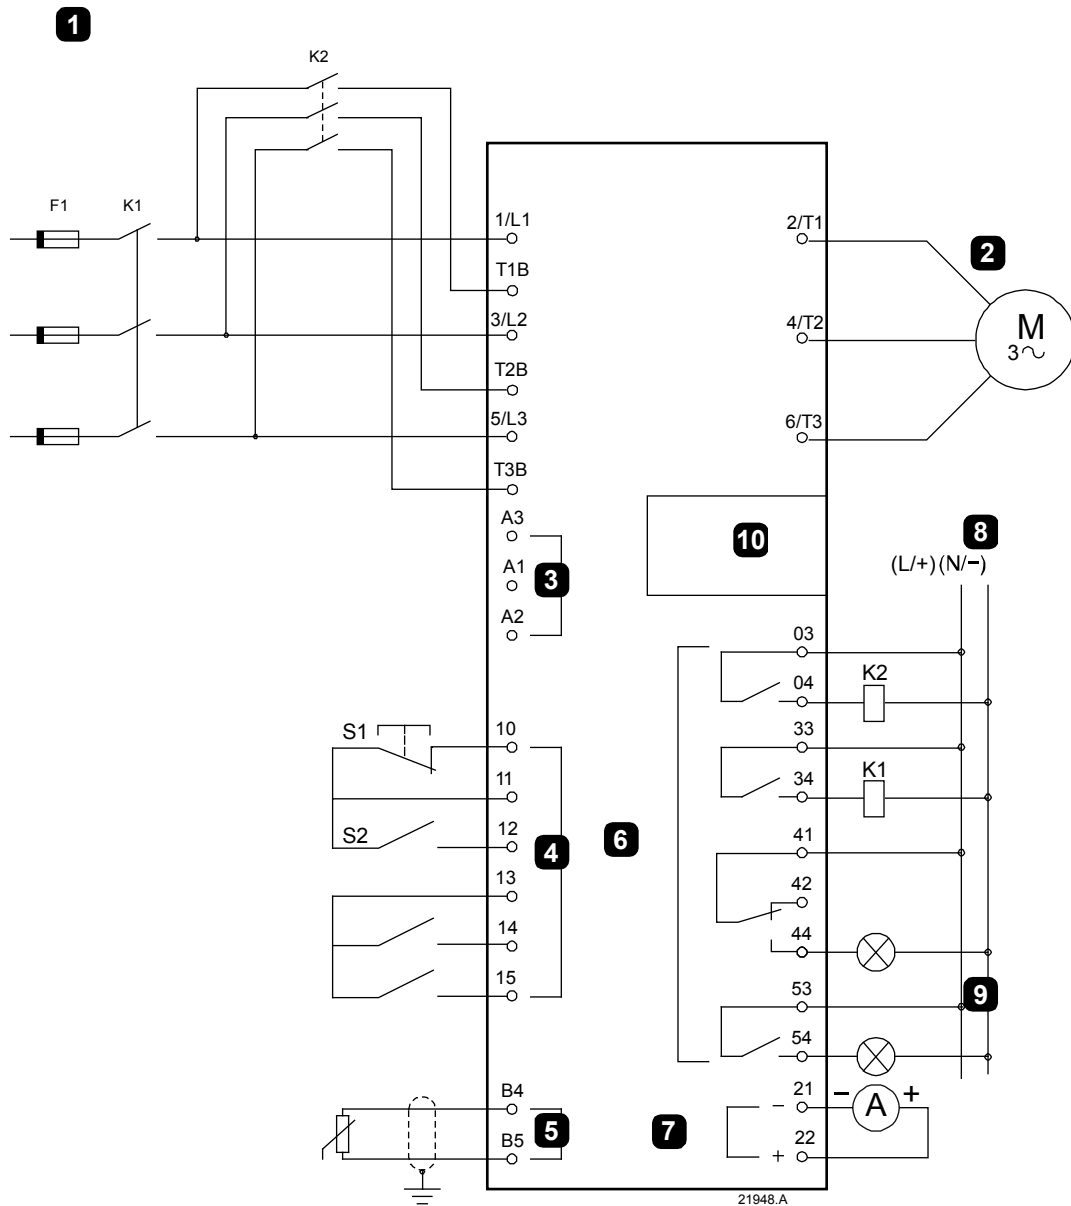 1
K2
F1 K1
1/L1
T1B
3/L2
T2B
5/L3
T3B
2/T1
4/T2
6/T3
2
M
3
A3
A1
A2
3
10
8
(L/+) (N/−)
03
04
K2
33
34
K1
41
42
44
53
54
9
S1
S2
10
11
12
13
14
15
4
6
B4
B5
5
7
21
22
−
+
− A +
21948.A